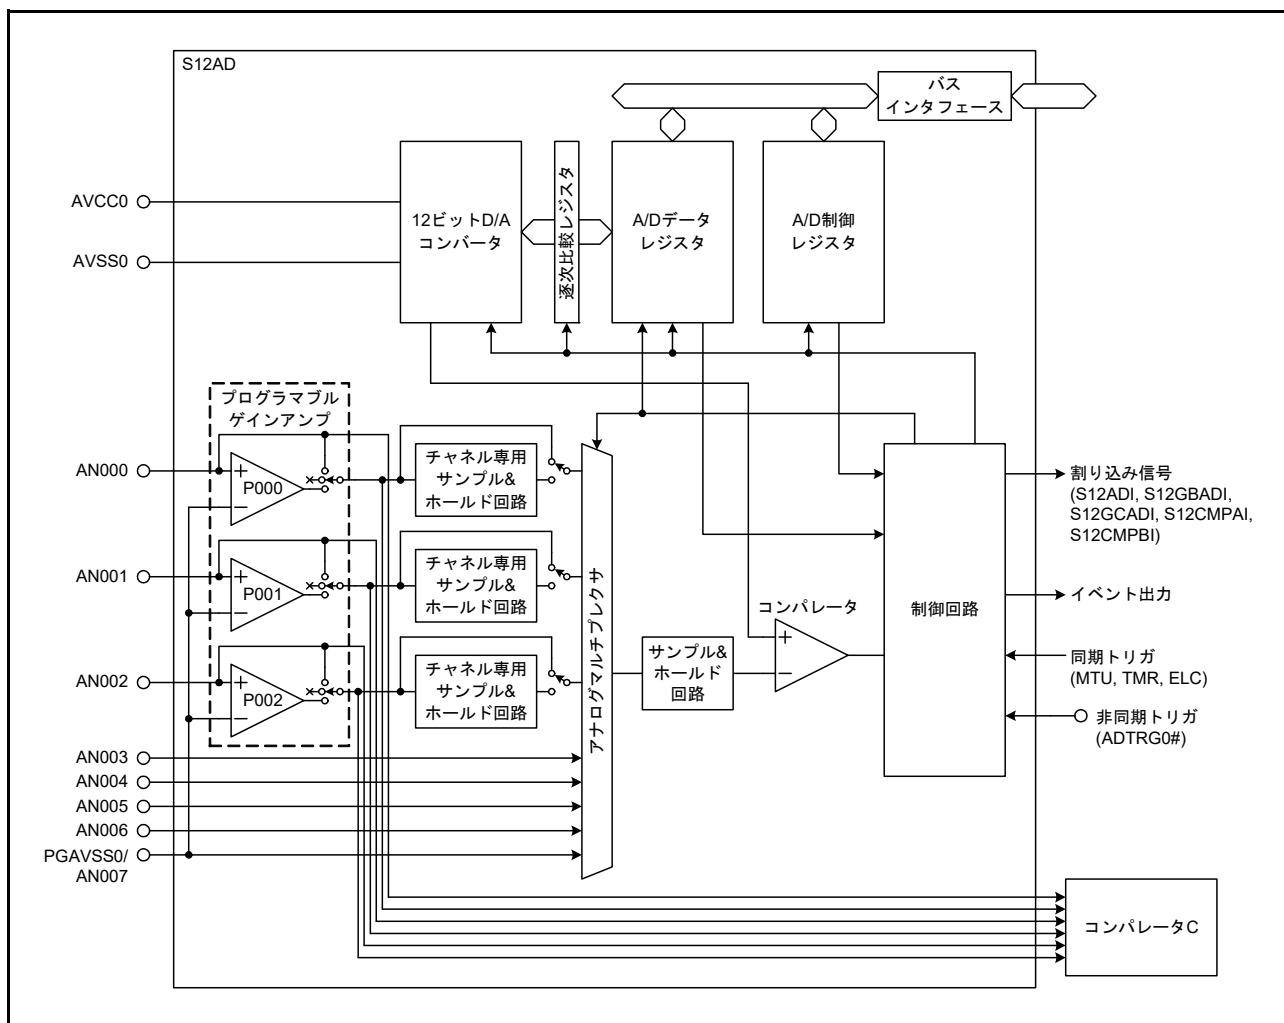 S12AD
バス
インタフェース
AVCC0
AVSS0
12ビットD/A
コンバータ
逐次比較レジスタ
A/Dデータ
レジスタ
A/D制御
レジスタ
プログラマブル
ゲインアンプ
AN000
+
P000
−
チャネル専用
サンプル&
ホールド回路
AN001
+
P001
−
チャネル専用
サンプル&
ホールド回路
AN002
+
P002
−
チャネル専用
サンプル&
ホールド回路
AN003
AN004
AN005
AN006
PGAVSS0/
AN007
アナログマルチプレクサ
サンプル&
ホールド
回路
コンパレータ
+
−
制御回路
割り込み信号
(S12ADI, S12GBADI,
S12GCADI, S12CMPAI,
S12CMPBI)
イベント出力
同期トリガ
(MTU, TMR, ELC)
非同期トリガ
(ADTRG0#)
コンパレータC